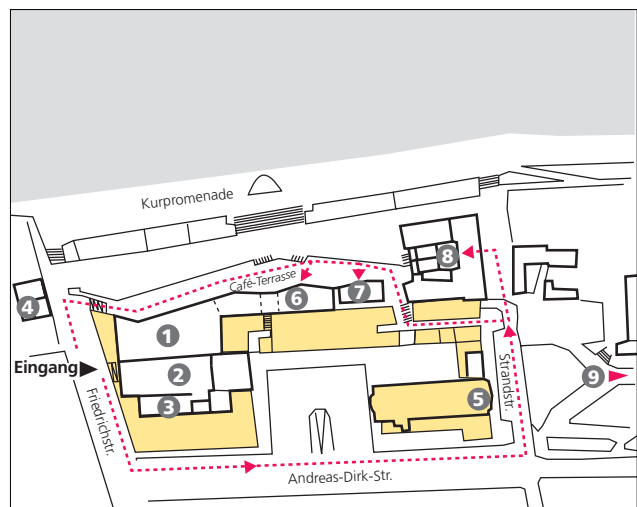 Kurpromenade
Café-Terrasse
8
7
6
4
1
Eingang
2
9
3
5
Friedrichstr.
Strandstr.
Andreas-Dirk-Str.